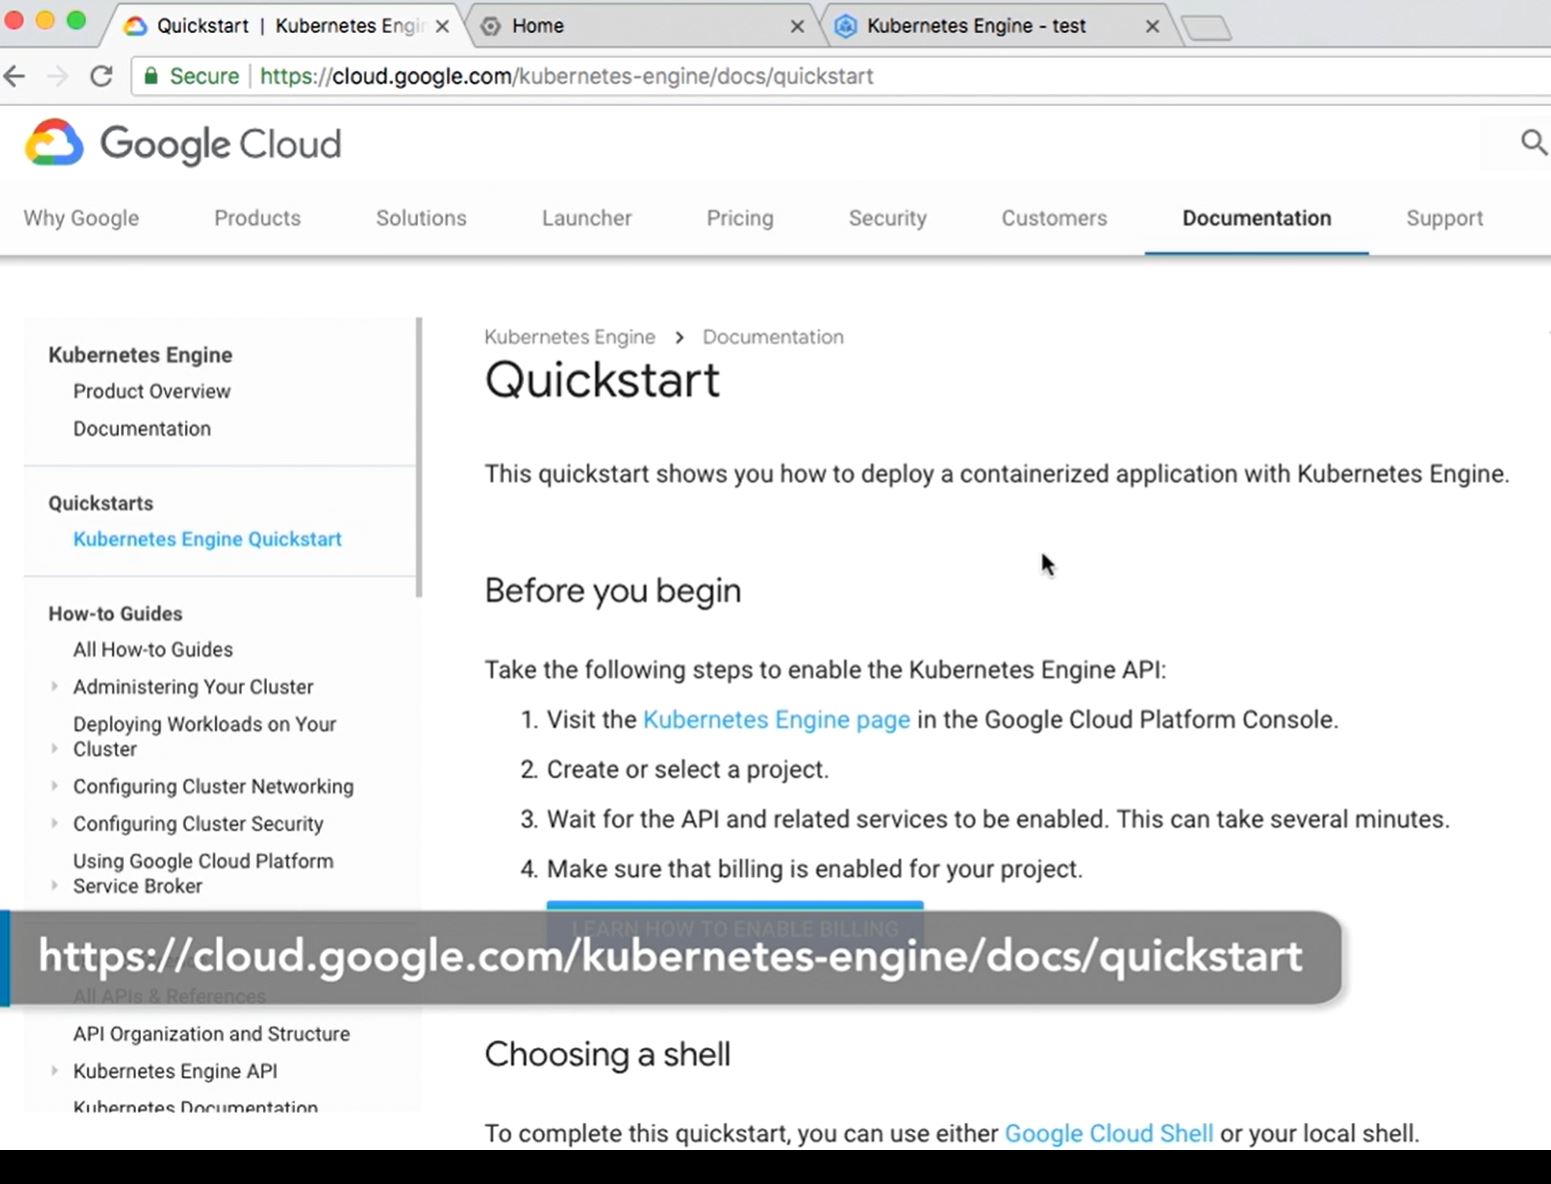 Quickstart | Kubernetes Engin
Home
Kubernetes Engine - test
Secure
https://cloud.google.com/kubernetes-engine/docs/quickstart
Google Cloud
Why Google
Products
Solutions
Launcher
Pricing
Security
Customers
Documentation
Support
Kubernetes Engine
Product Overview
Documentation
Quickstarts
Kubernetes Engine Quickstart
How-to Guides
All How-to Guides
Administering Your Cluster
Deploying Workloads on Your
Cluster
Configuring Cluster Networking
Configuring Cluster Security
Using Google Cloud Platform
Service Broker
All APIs & References
API Organization and Structure
Kubernetes Engine API
Kubernetes Documentation
Kubernetes Engine > Documentation
Quickstart
This quickstart shows you how to deploy a containerized application with Kubernetes Engine.
Before you begin
Take the following steps to enable the Kubernetes Engine API:
1. Visit the Kubernetes Engine page in the Google Cloud Platform Console.
2. Create or select a project.
3. Wait for the API and related services to be enabled. This can take several minutes.
4. Make sure that billing is enabled for your project.
LEARN HOW TO ENABLE BILLING
https://cloud.google.com/kubernetes-engine/docs/quickstart
Choosing a shell
To complete this quickstart, you can use either Google Cloud Shell or your local shell.